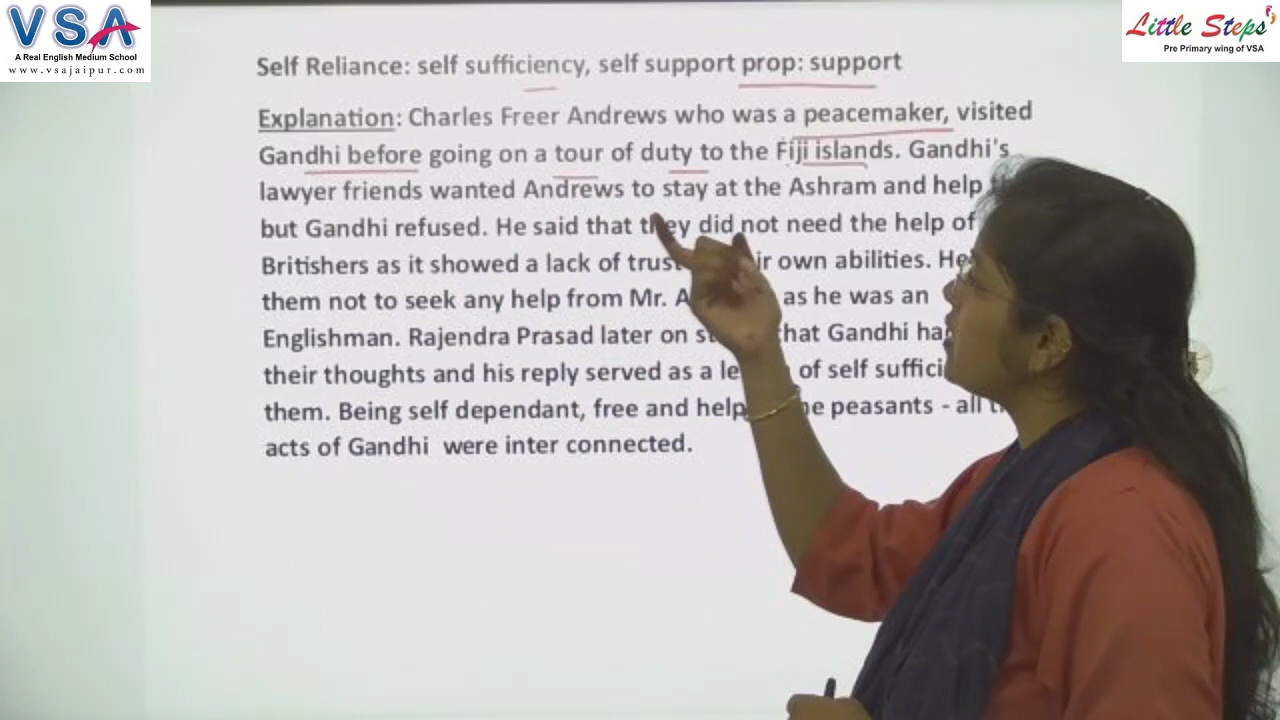 VSA
A Real English Medium School
www.vsajaipur.com
Little Steps
Pre Primary wing of VSA
Self Reliance: self sufficiency, self support prop: support
Explanation: Charles Freer Andrews who was a peacemaker, visited
Gandhi before going on a tour of duty to the Fiji islands. Gandhi's
lawyer friends wanted Andrews to stay at the Ashram and help
but Gandhi refused. He said that they did not need the help of
Britishers as it showed a lack of trust own abilities. He
them not to seek any help from Mr. as he was an
Englishman. Rajendra Prasad later on that Gandhi
their thoughts and his reply served as a of self
them. Being self dependant, free and peasants - all
acts of Gandhi were inter connected.